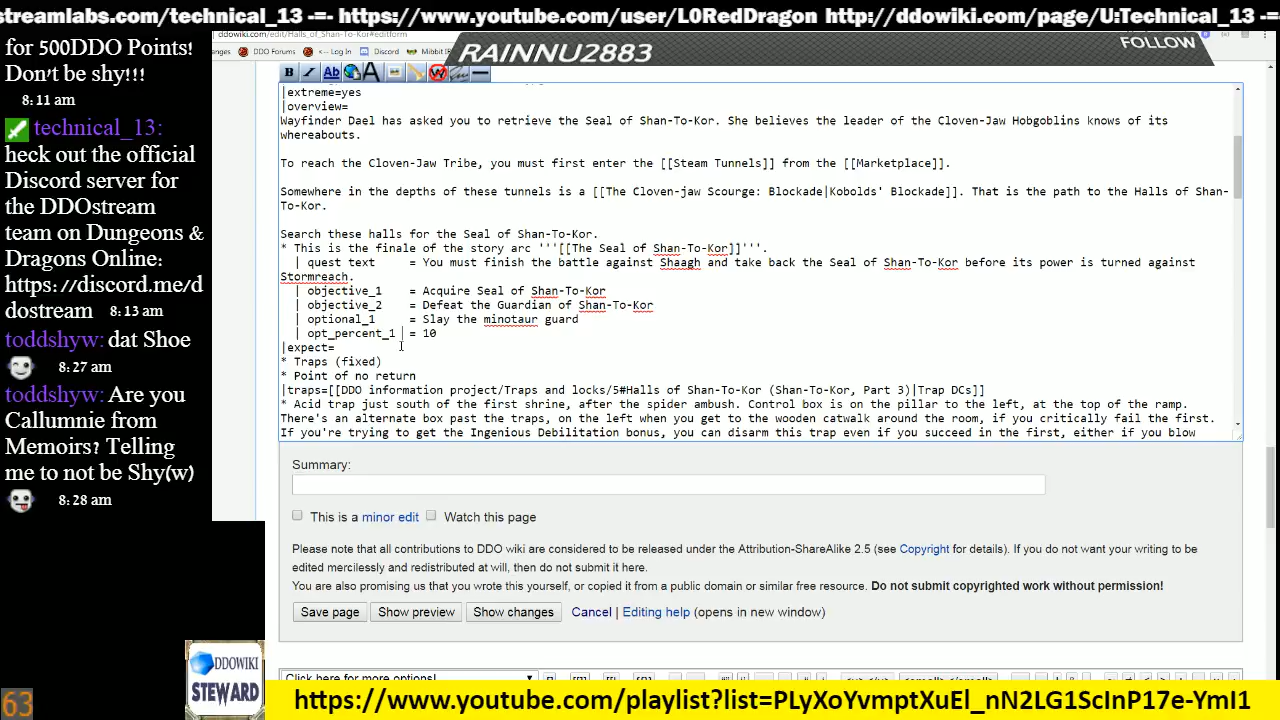 streamlabs.com/technical_13 -=- https://www.youtube.com/user/L0RedDragon http://ddowiki.com/page/U:Technical_13 -=
ddowiki.com/edit/Halls_of_Shan-To-Kor#editform
DDO Forums <-- Log In Discord Mibbit
RAINNU2883
FOLLOW
for 500DDO Points!
Don't be shy!!!
8:11 am
technical_13:
heck out the official
Discord server for
the DDOstream
team on Dungeons &
Dragons Online:
https://discord.me/d
dostream 8:13 am
toddshyw: dat Shoe
8:27 am
toddshyw: Are you
Callumnie from
Memoirs? Telling
me to not be Shy(w)
8:28 am
|extreme=yes
|overview=
Wayfinder Dael has asked you to retrieve the Seal of Shan-To-Kor. She believes the leader of the Cloven-Jaw Hobgoblins knows of its
whereabouts.
To reach the Cloven-Jaw Tribe, you must first enter the [[Steam Tunnels]] from the [[Marketplace]].
Somewhere in the depths of these tunnels is a [[The Cloven-jaw Scourge: Blockade|Kobolds' Blockade]]. That is the path to the Halls of Shan-
To-Kor.
Search these halls for the Seal of Shan-To-Kor.
* This is the finale of the story arc '''[[The Seal of Shan-To-Kor]]'''.
| quest text = You must finish the battle against Shaagh and take back the Seal of Shan-To-Kor before its power is turned against
Stormreach.
| objective_1 = Acquire Seal of Shan-To-Kor
| objective_2 = Defeat the Guardian of Shan-To-Kor
| optional_1 = Slay the minotaur guard
| opt_percent_1 = 10
|expect=
* Traps (fixed)
* Point of no return
|traps=[[DDO information project/Traps and locks/5#Halls of Shan-To-Kor (Shan-To-Kor, Part 3)|Trap DCs]]
* Acid trap just south of the first shrine, after the spider ambush. Control box is on the pillar to the left, at the top of the ramp.
There's an alternate box past the traps, on the left when you get to the wooden catwalk around the room, if you critically fail the first.
If you're trying to get the Ingenious Debilitation bonus, you can disarm this trap even if you succeed in the first, either if you blow
Summary:
This is a minor edit Watch this page
Please note that all contributions to DDO wiki are considered to be released under the Attribution-ShareAlike 2.5 (see Copyright for details). If you do not want your writing to be
edited mercilessly and redistributed at will, then do not submit it here.
You are also promising us that you wrote this yourself, or copied it from a public domain or similar free resource. Do not submit copyrighted work without permission!
Save page Show preview Show changes Cancel | Editing help (opens in new window)
Click here for more information
DDOWIKI
STEWARD
63
https://www.youtube.com/playlist?list=PLyXoYvmptXuEl_nN2LG1ScInP17e-YmI1